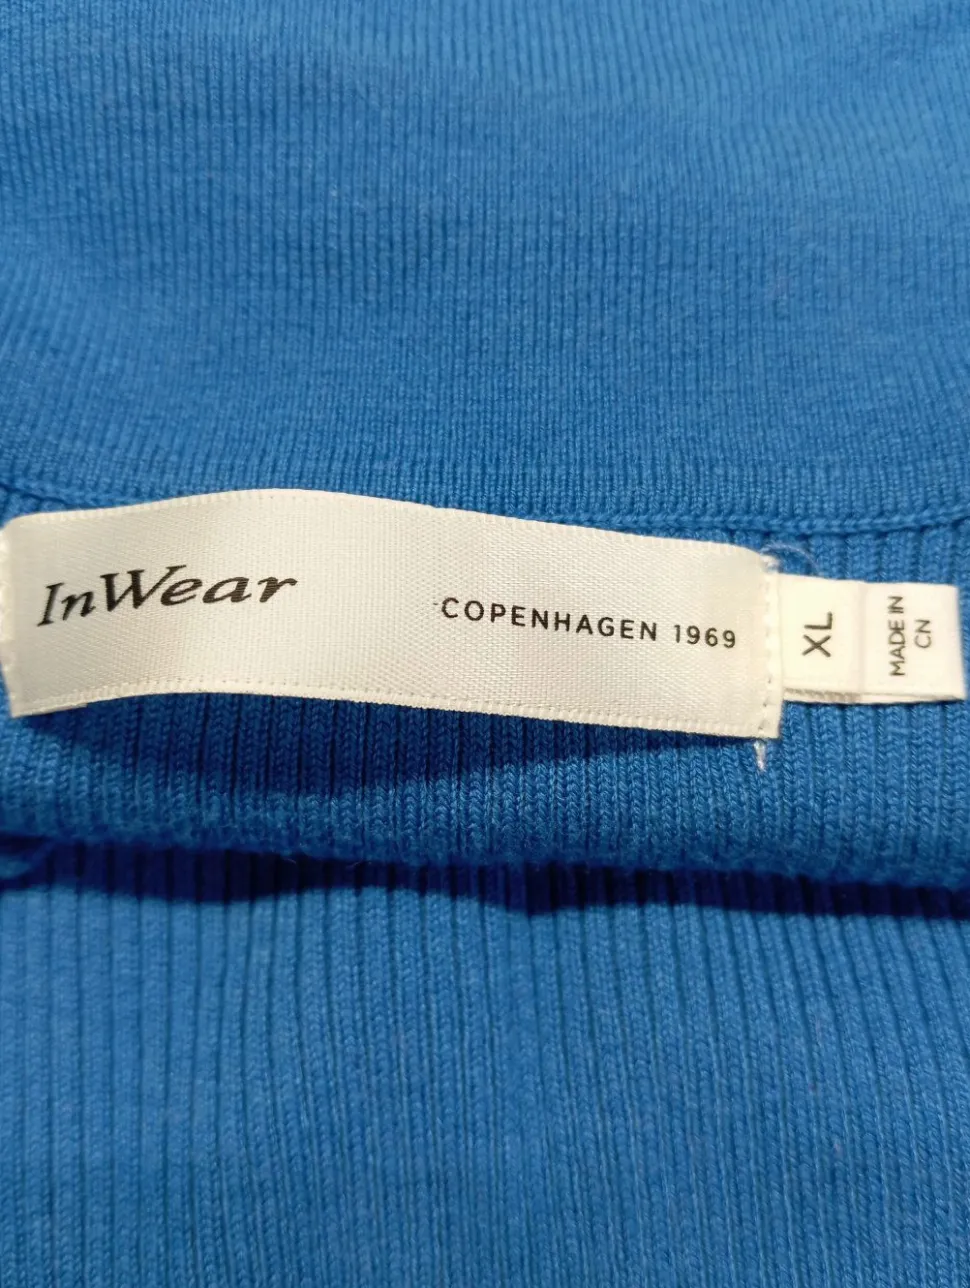 InWear
COPENHAGEN 1969
XL
MADE IN
CN